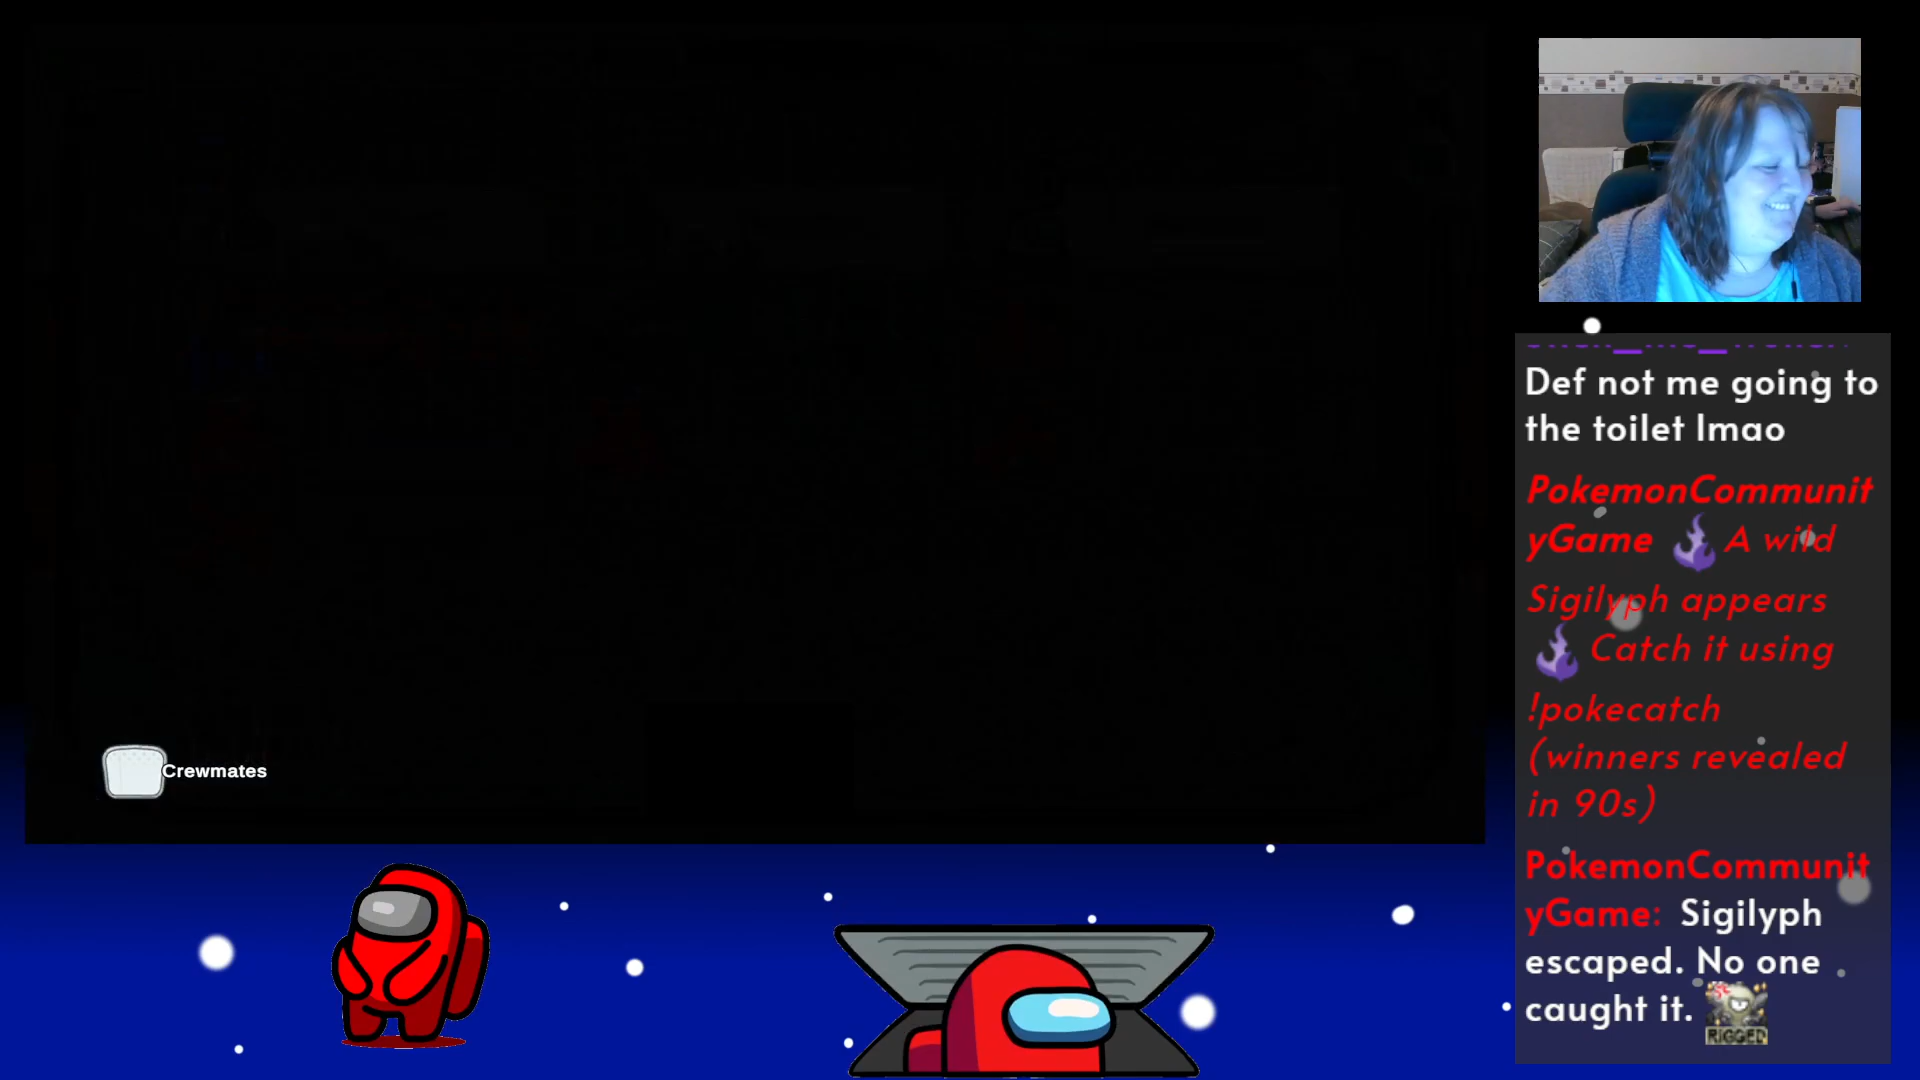 Def not me going to
the toilet lmao
PokemonCommunit
yGame A wild
Sigilyph appears
Catch it using
!pokecatch
(winners revealed
in 90s)
PokemonCommunit
yGame: Sigilyph
escaped. No one
caught it.
RIGGED
Crewmates